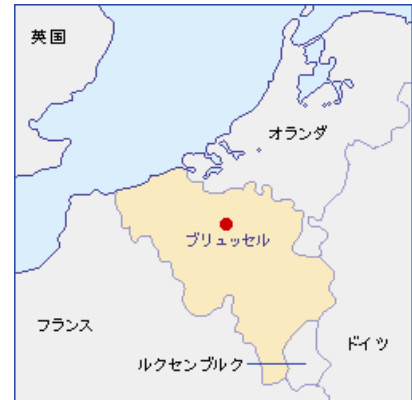 英国
オランダ
ブリュッセル
フランス
ドイツ
ルクセンブルク